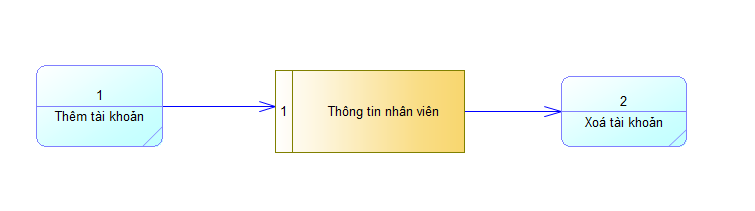 1
Thêm tài khoản
1
Thông tin nhân viên
2
Xoá tài khoản